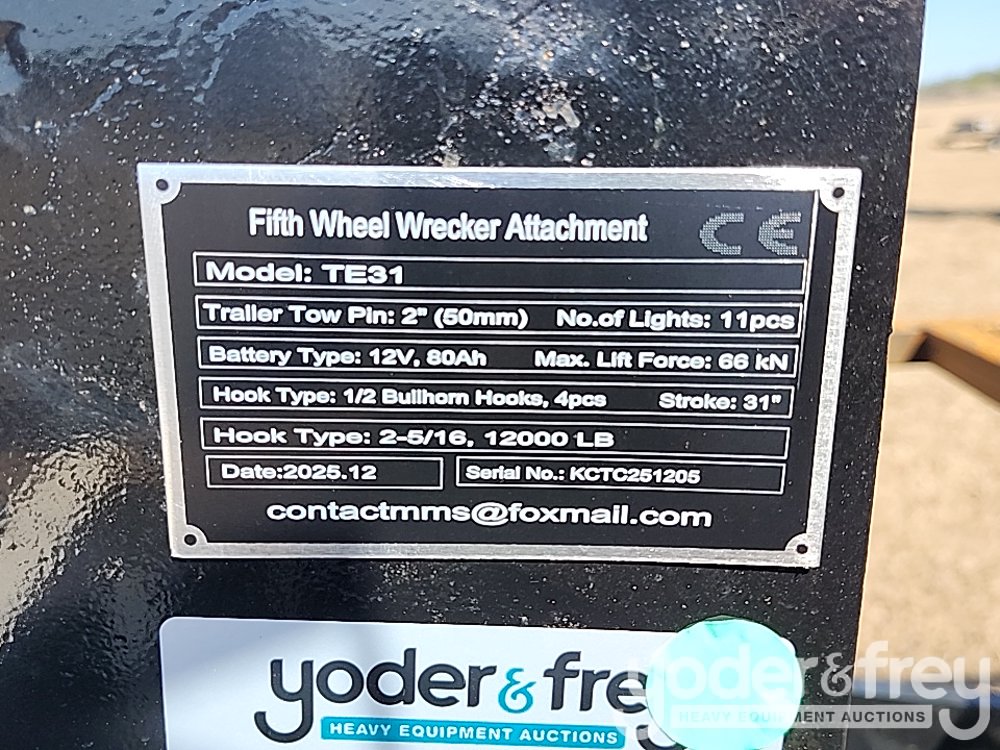 Fifth Wheel Wrecker Attachment CE
Model: TE31
Trailer Tow Pin: 2" (50mm) No.of Lights: 11pcs
Battery Type: 12V, 80Ah Max. Lift Force: 66 kN
Hook Type: 1/2 Bullhorn Hooks, 4pcs Stroke: 31"
Hook Type: 2-5/16, 12000 LB
Date:2025.12 Serial No.: KCTC251205
contactmms@foxmail.com
yoder & frey
HEAVY EQUIPMENT AUCTIONS
yoder & frey
HEAVY EQUIPMENT AUCTIONS